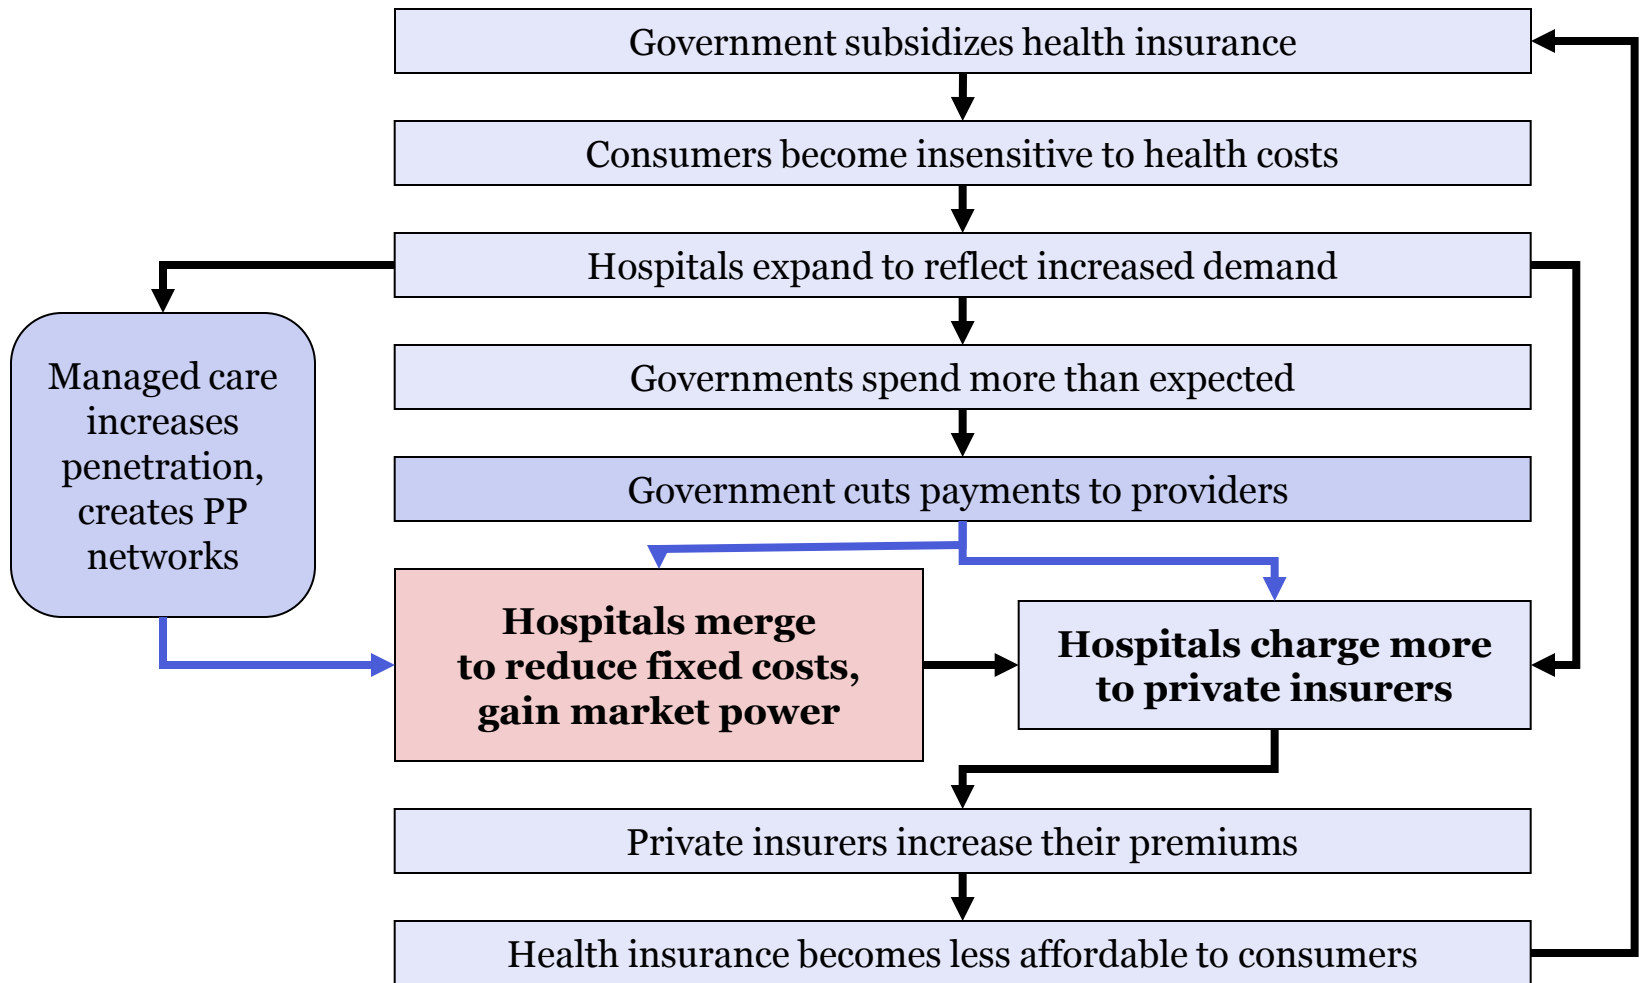 Government subsidizes health insurance
Consumers become insensitive to health costs
Hospitals expand to reflect increased demand
Managed care
increases
penetration,
creates PP
networks
Governments spend more than expected
Government cuts payments to providers
Hospitals merge
to reduce fixed costs,
gain market power
Hospitals charge more
to private insurers
Private insurers increase their premiums
Health insurance becomes less affordable to consumers